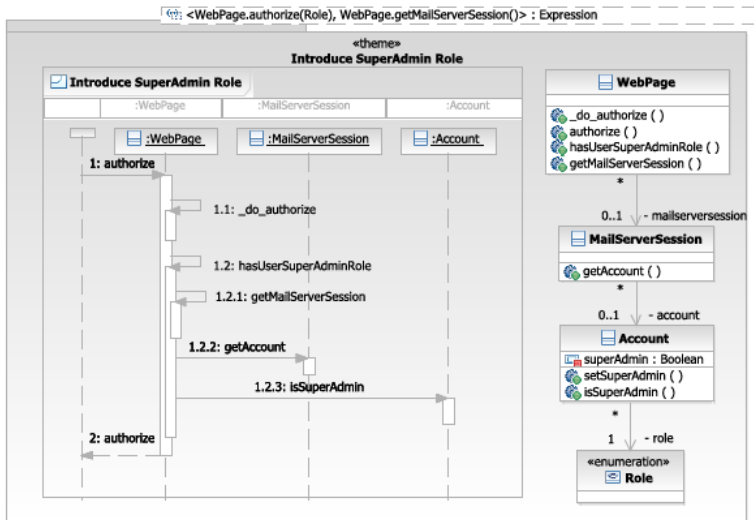 <WebPage.authorize(Role), WebPage.getMailServerSession()> : Expression
«theme»
Introduce SuperAdmin Role
Introduce SuperAdmin Role
:WebPage :MailServerSession :Account
:WebPage :MailServerSession :Account
1: authorize
1.1: _do_authorize
1.2: hasUserSuperAdminRole
1.2.1: getMailServerSession
1.2.2: getAccount
1.2.3: isSuperAdmin
2: authorize
WebPage
_do_authorize ( )
authorize ( )
hasUserSuperAdminRole ( )
getMailServerSession ( )
*
0..1 - mailserversession
MailServerSession
getAccount ( )
*
0..1 - account
Account
superAdmin : Boolean
setSuperAdmin ( )
isSuperAdmin ( )
*
1 - role
«enumeration»
Role